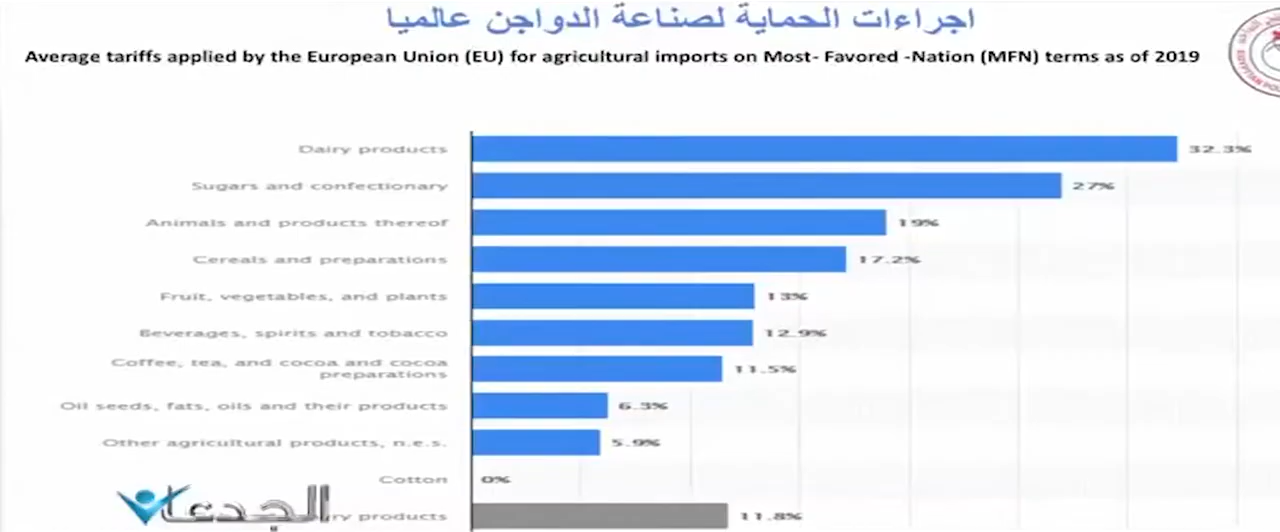 اجراءات الحماية لصناعة الدواجن عالميا
Average tariffs applied by the European Union (EU) for agricultural imports on Most- Favored -Nation (MFN) terms as of 2019
Dairy products 32.3%
Sugars and confectionary 27%
Animals and products thereof 19%
Cereals and preparations 17.2%
Fruit, vegetables, and plants 13%
Beverages, spirits and tobacco 12.9%
Coffee, tea, and cocoa and cocoa
preparations 11.5%
Oil seeds, fats, oils and their products 6.3%
Other agricultural products, n.e.s. 5.9%
Cotton 0%
الجدعان
products 11.8%